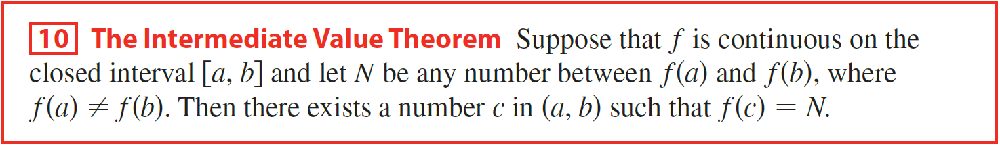 10 The Intermediate Value Theorem Suppose that f is continuous on the
closed interval [a, b] and let N be any number between f(a) and f(b), where
f(a) ≠ f(b). Then there exists a number c in (a, b) such that f(c) = N.